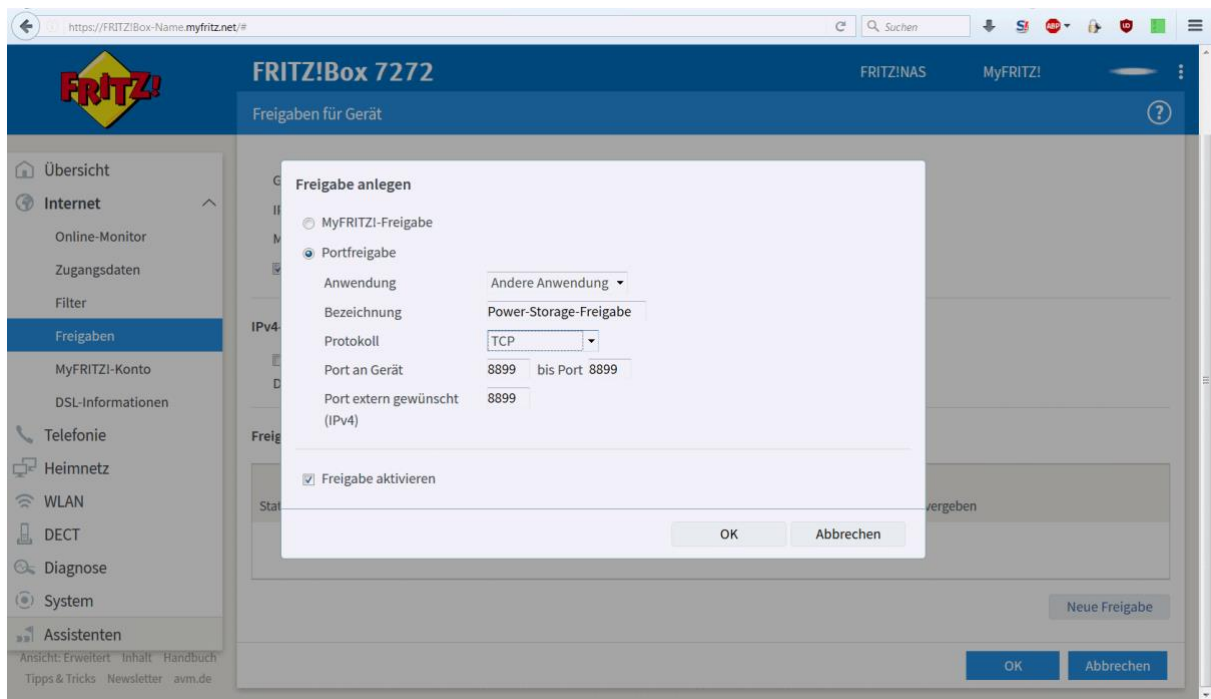 https://FRITZ!Box-Name.myfritz.net/#
Suchen
ABP
FRITZ!
FRITZ!Box 7272
FRITZ!NAS
MyFRITZ!
Freigaben für Gerät
?
Übersicht
Internet
Online-Monitor
Zugangsdaten
Filter
Freigaben
MyFRITZ!-Konto
DSL-Informationen
Telefonie
Heimnetz
WLAN
DECT
Diagnose
System
Assistenten
Ansicht: Erweitert Inhalt Handbuch
Tipps & Tricks Newsletter avm.de
Freigabe anlegen
MyFRITZ!-Freigabe
Portfreigabe
Anwendung Andere Anwendung
Bezeichnung Power-Storage-Freigabe
Protokoll TCP
Port an Gerät 8899 bis Port 8899
Port extern gewünscht 8899
(IPv4)
Freigabe aktivieren
OK Abbrechen
IPv4-
Freig
Stat
vergeben
Neue Freigabe
OK Abbrechen